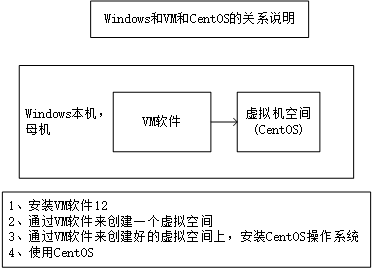 Windows和VM和CentOS的关系说明
Windows本机，
母机
VM软件
虚拟机空间
(CentOS)
1、安装VM软件12
2、通过VM软件来创建一个虚拟空间
3、通过VM软件来创建好的虚拟空间上，安装CentOS操作系统
4、使用CentOS